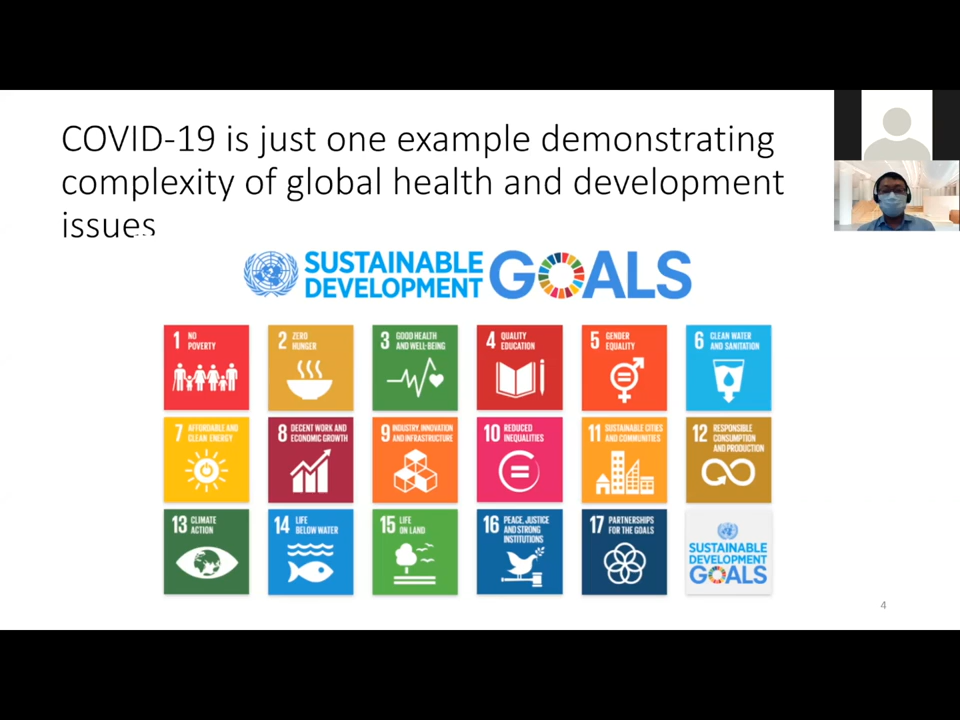 COVID-19 is just one example demonstrating
complexity of global health and development
issues
SUSTAINABLE
DEVELOPMENT
GOALS
1 NO
POVERTY
2 ZERO
HUNGER
3 GOOD HEALTH
AND WELL-BEING
4 QUALITY
EDUCATION
5 GENDER
EQUALITY
6 CLEAN WATER
AND SANITATION
7 AFFORDABLE AND
CLEAN ENERGY
8 DECENT WORK AND
ECONOMIC GROWTH
9 INDUSTRY, INNOVATION
AND INFRASTRUCTURE
10 REDUCED
INEQUALITIES
11 SUSTAINABLE CITIES
AND COMMUNITIES
12 RESPONSIBLE
CONSUMPTION
AND PRODUCTION
13 CLIMATE
ACTION
14 LIFE
BELOW WATER
15 LIFE
ON LAND
16 PEACE, JUSTICE
AND STRONG
INSTITUTIONS
17 PARTNERSHIPS
FOR THE GOALS
SUSTAINABLE
DEVELOPMENT
GOALS
4